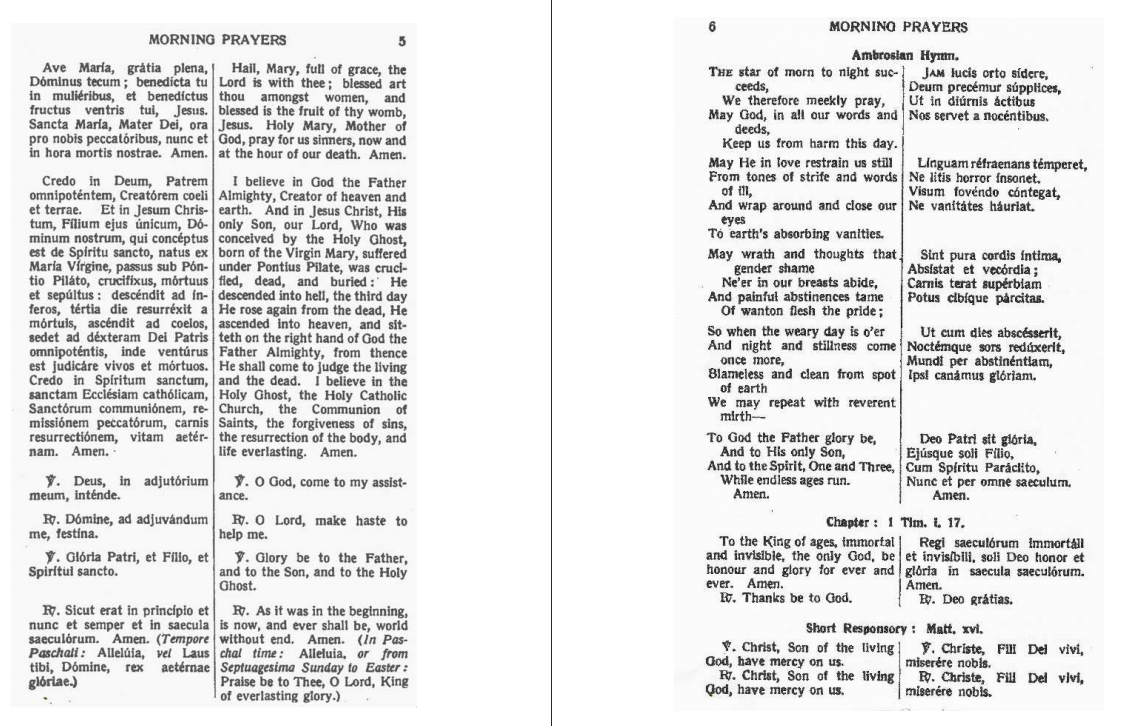 MORNING PRAYERS 5
Ave María, grátia plena,
Dóminus tecum; benedícta tu
in muliéribus, et benedíctus
fructus ventris tui, Jesus.
Sancta María, Mater Dei, ora
pro nobis peccatóribus, nunc et
in hora mortis nostrae. Amen.
Credo in Deum, Patrem
omnipoténtem, Creatórem coeli
et terrae. Et in Jesum Chris-
tum, Fílium ejus únicum, Dó-
minum nostrum, qui concéptus
est de Spíritu sancto, natus ex
María Vírgine, passus sub Pón-
tio Piláto, crucifíxus, mórtuus
et sepúltus: descéndit ad ín-
feros, tértia die resurréxit a
mórtuis, ascéndit ad coelos,
sedet ad déxteram Dei Patris
omnipoténtis, inde ventúrus
est judicáre vivos et mórtuos.
Credo in Spíritum sanctum,
sanctam Ecclésiam cathólicam,
Sanctórum communiónem, re-
missiónem peccatórum, carnis
resurrectiónem, vitam aetér-
nam. Amen.
℣. Deus, in adjutórium
meum, inténde.
℟. Dómine, ad adjuvándum
me, festína.
℣. Glória Patri, et Fílio, et
Spirítui sancto.
℟. Sicut erat in princípio et
nunc et semper et in saecula
saeculórum. Amen. (Tempore
Paschali: Allelúia, vel Laus
tibi, Dómine, rex aetérnae
glóriae.)
Hail, Mary, full of grace, the
Lord is with thee; blessed art
thou amongst women, and
blessed is the fruit of thy womb,
Jesus. Holy Mary, Mother of
God, pray for us sinners, now and
at the hour of our death. Amen.
I believe in God the Father
Almighty, Creator of heaven and
earth. And in Jesus Christ, His
only Son, our Lord, Who was
conceived by the Holy Ghost,
born of the Virgin Mary, suffered
under Pontius Pilate, was cruci-
fied, dead, and buried: He
descended into hell, the third day
He rose again from the dead, He
ascended into heaven, and sit-
teth on the right hand of God the
Father Almighty, from thence
He shall come to judge the living
and the dead. I believe in the
Holy Ghost, the Holy Catholic
Church, the Communion of
Saints, the forgiveness of sins,
the resurrection of the body, and
life everlasting. Amen.
℣. O God, come to my assist-
ance.
℟. O Lord, make haste to
help me.
℣. Glory be to the Father,
and to the Son, and to the Holy
Ghost.
℟. As it was in the beginning,
is now, and ever shall be, world
without end. Amen. (In Pas-
chal time: Alleluia, or from
Septuagesima Sunday to Easter:
Praise be to Thee, O Lord, King
of everlasting glory.)
6 MORNING PRAYERS
Ambrosian Hymn.
THE star of morn to night suc-
ceeds,
We therefore meekly pray,
May God, in all our words and
deeds,
Keep us from harm this day.
May He in love restrain us still
From tones of strife and words
of ill,
And wrap around and close our
eyes
To earth's absorbing vanities.
May wrath and thoughts that
gender shame
Ne'er in our breasts abide,
And painful abstinences tame
Of wanton flesh the pride;
So when the weary day is o'er
And night and stillness come
once more,
Blameless and clean from spot
of earth
We may repeat with reverent
mirth—
To God the Father glory be,
And to His only Son,
And to the Spirit, One and Three,
While endless ages run.
Amen.
JAM lucis orto sídere,
Deum precémur súpplices,
Ut in diúrnis áctibus
Nos servet a nocéntibus.
Línguam réfraenans témperet,
Ne litis horror ínsonet,
Visum fovéndo cóntegat,
Ne vanitátes háuriat.
Sint pura cordis íntima,
Absístat et vecórdia;
Carnis terat supérbiam
Potus cibíque párcitas.
Ut cum dies abscésserit,
Noctémque sors redúxerit,
Mundi per abstinéntiam,
Ipsi canámus glóriam.
Deo Patri sit glória,
Ejúsque soli Fílio,
Cum Spíritu Paráclito,
Nunc et per omne saeculum.
Amen.
Chapter: 1 Tim. i, 17.
To the King of ages, immortal
and invisible, the only God, be
honour and glory for ever and
ever. Amen.
℟. Thanks be to God.
Regi saeculórum immortáli
et invisíbili, soli Deo honor et
glória in saecula saeculórum.
Amen.
℟. Deo grátias.
Short Responsory: Matt. xvi.
℣. Christ, Son of the living
God, have mercy on us.
℟. Christ, Son of the living
God, have mercy on us.
℣. Christe, Fili Dei vivi,
miserére nobis.
℟. Christe, Fili Dei vivi,
miserére nobis.